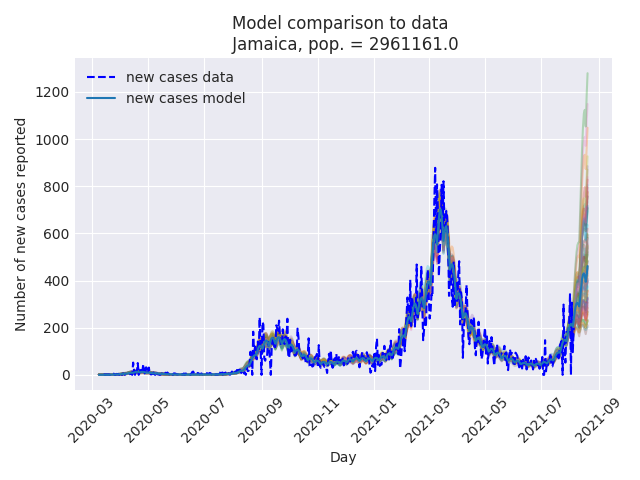 Model comparison to data
Jamaica, pop. = 2961161.0
new cases data
new cases model
Number of new cases reported
1200
1000
800
600
400
200
0
2020-03
2020-05
2020-07
2020-09
2020-11
2021-01
2021-03
2021-05
2021-07
2021-09
Day